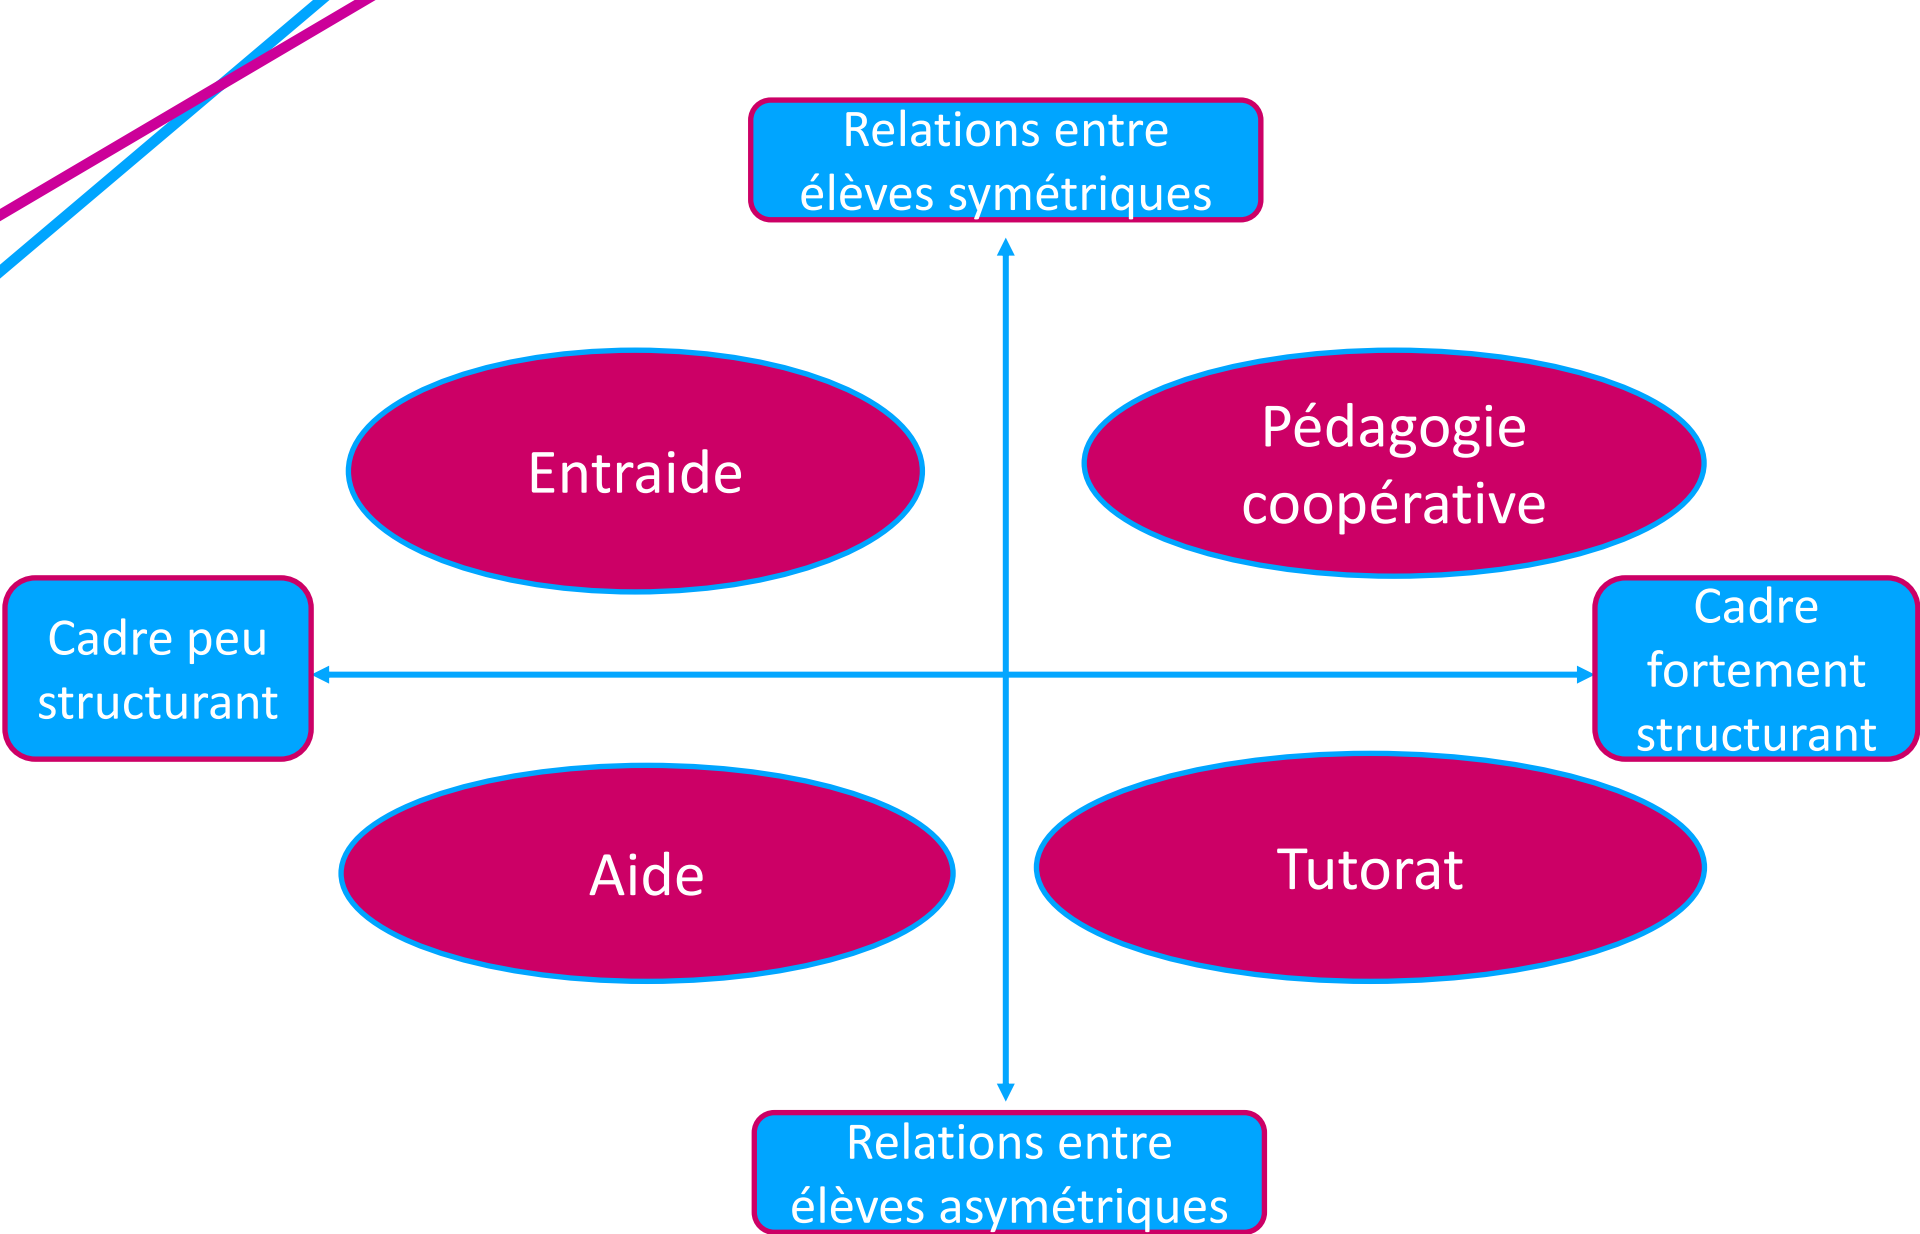 Relations entre
élèves symétriques
Entraide
Pédagogie
coopérative
Cadre peu
structurant
Cadre
fortement
structurant
Aide
Tutorat
Relations entre
élèves asymétriques